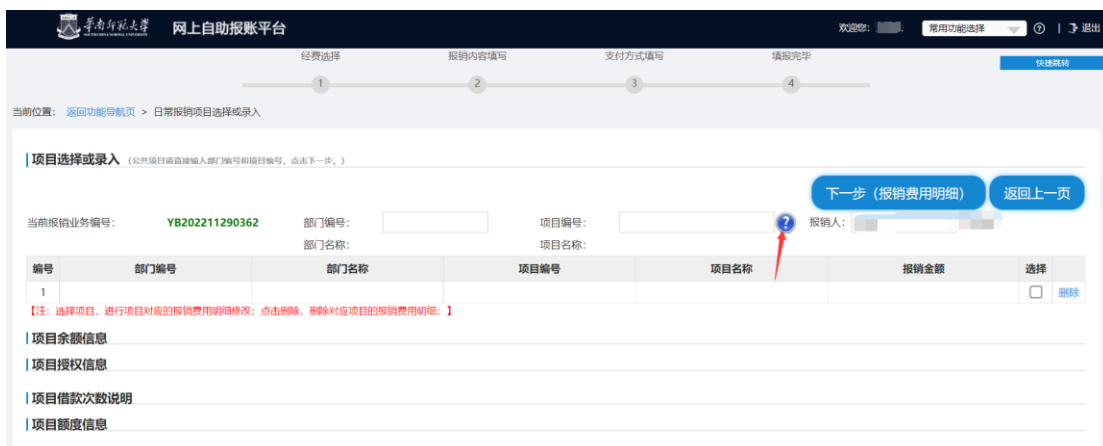 华南师范大学 网上自助报账平台 欢迎您: 常用功能选择 | 退出
SOUTH CHINA NORMAL UNIVERSITY
经费选择 报销内容填写 支付方式填写 填报完毕
快捷跳转
1 2 3 4
当前位置: 返回功能导航页 > 日常报销项目选择或录入
项目选择或录入 (公共项目请直接输入部门编号和项目编号,点击下一步。)
下一步(报销费用明细) 返回上一页
当前报销业务编号: YB202211290362 部门编号: 项目编号: ? 报销人:
部门名称: 项目名称:
编号 部门编号 部门名称 项目编号 项目名称 报销金额 选择
1 删除
【注:选择项目,进行项目对应的报销费用明细修改;点击删除,删除对应项目的报销费用明细;】
项目余额信息
项目授权信息
项目借款次数说明
项目额度信息